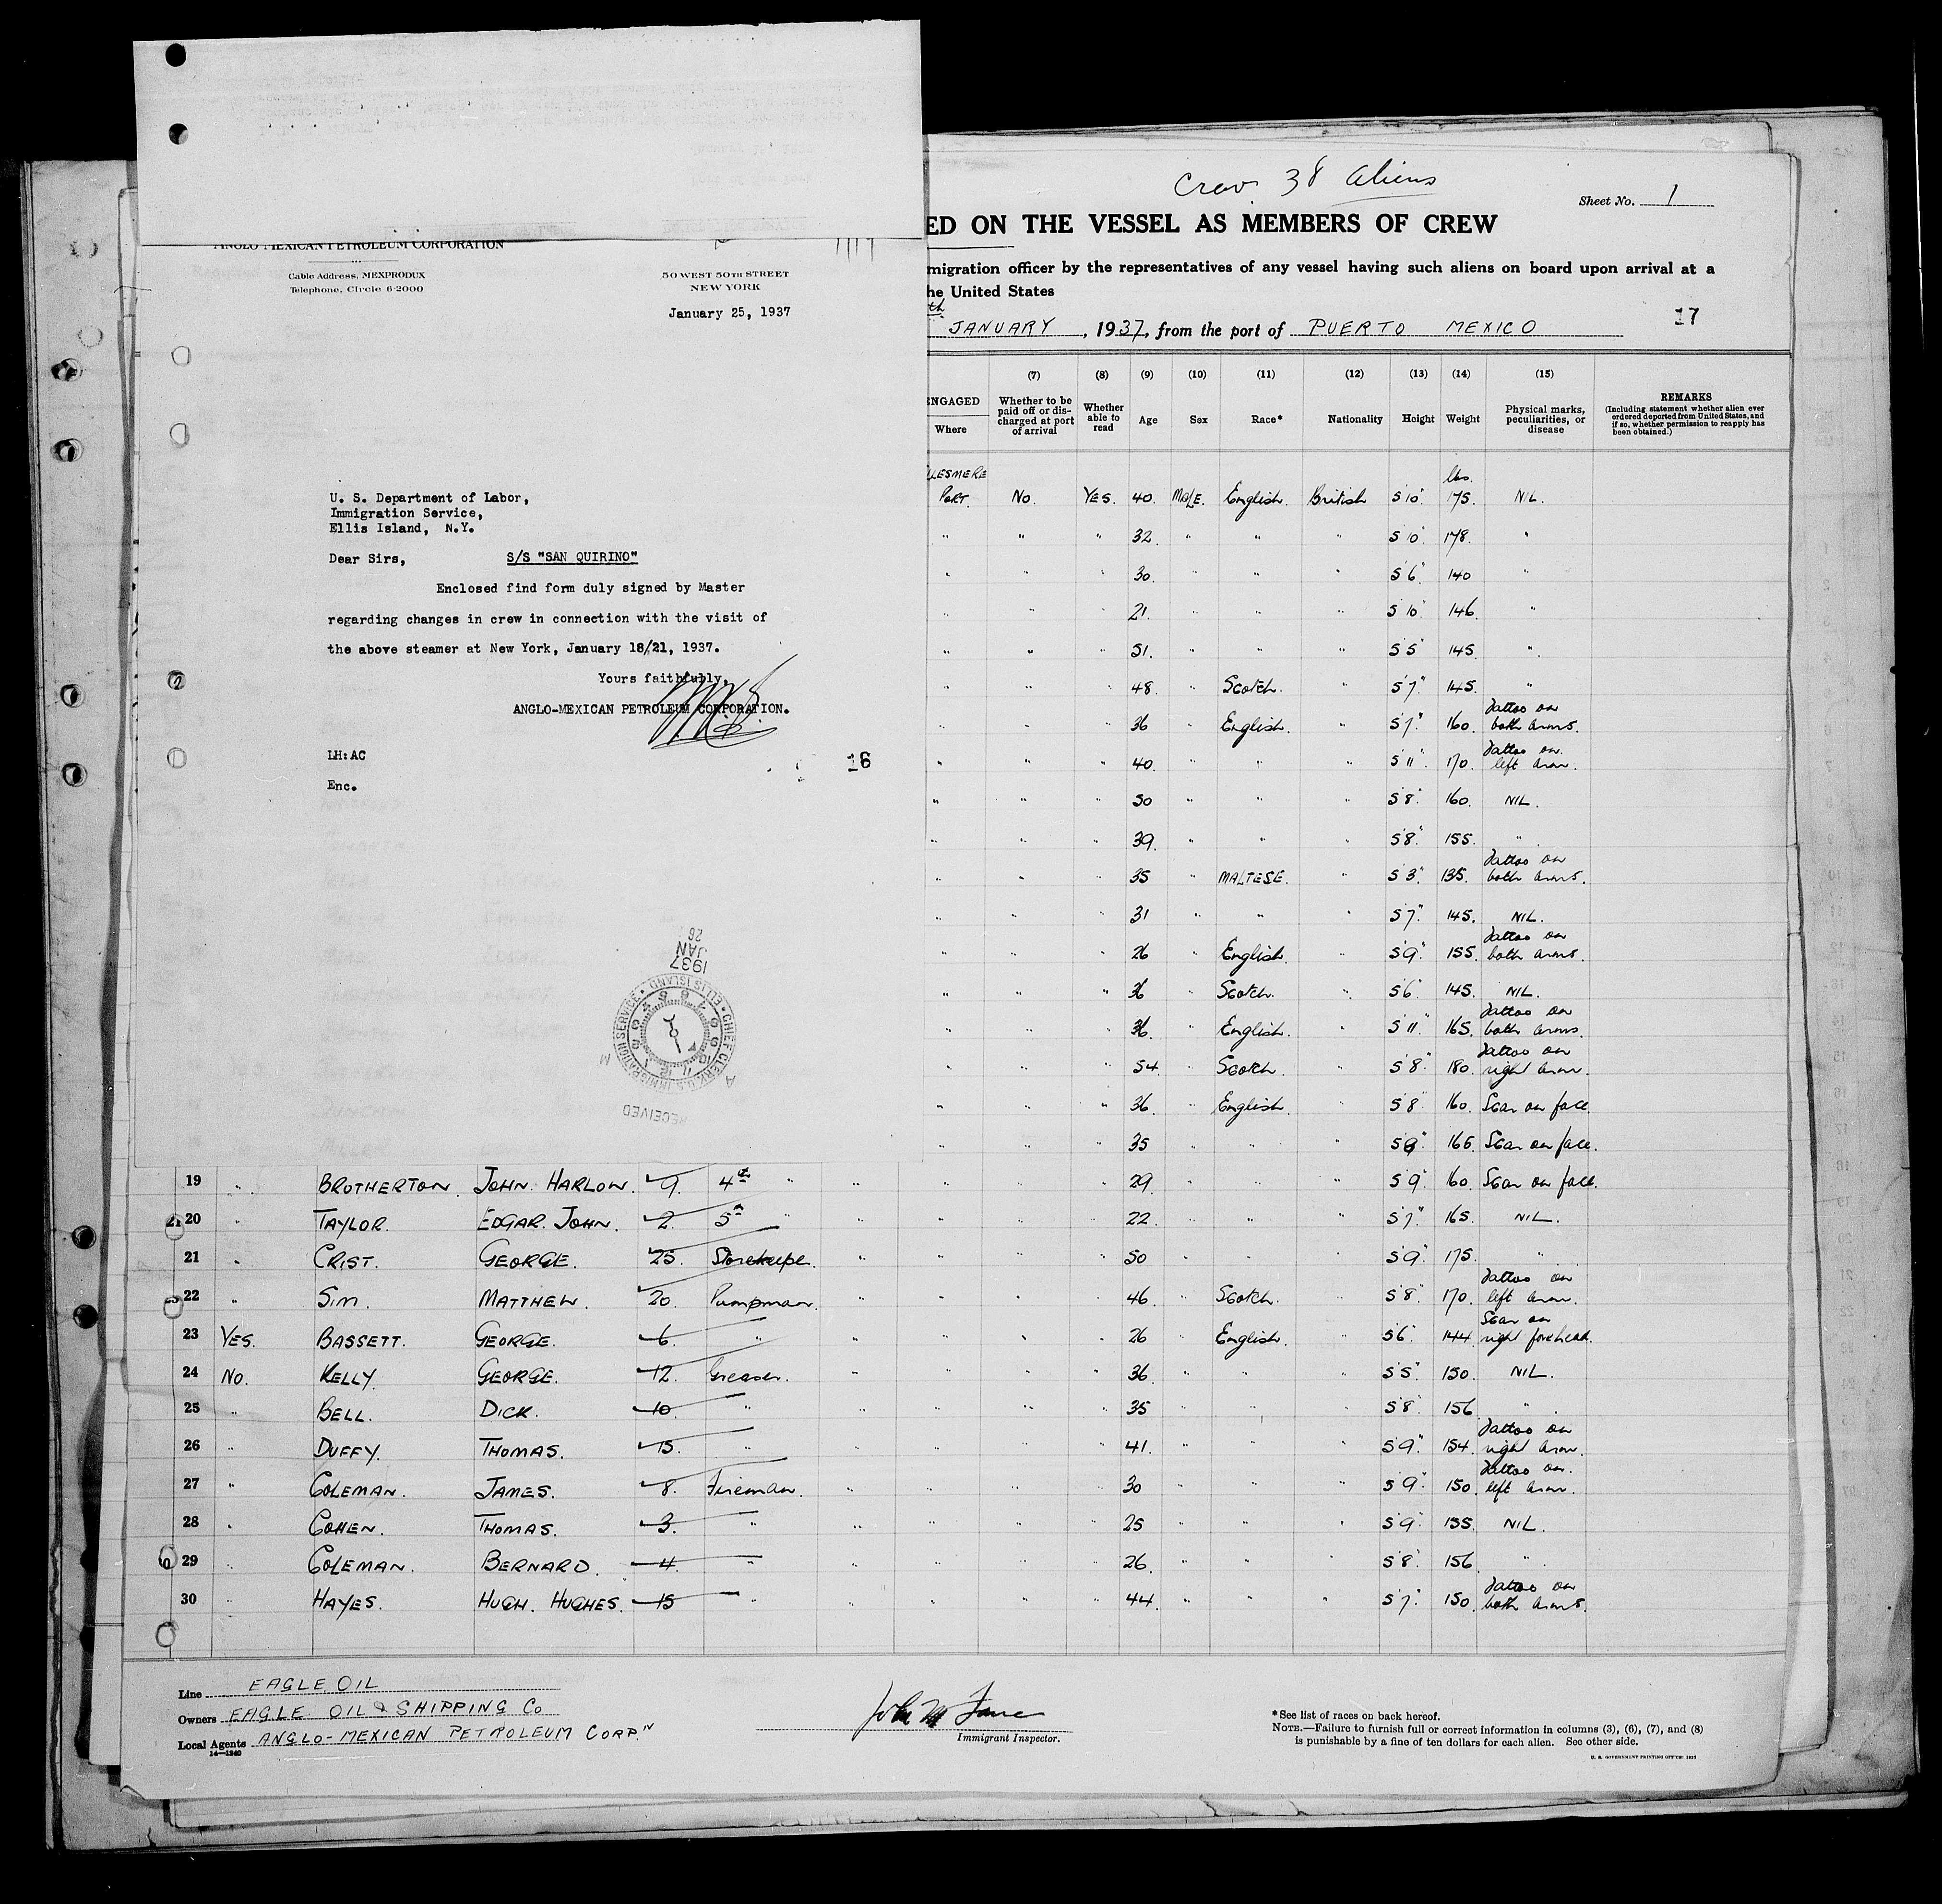 Crew 38 Aliens
Sheet No. 1
ED ON THE VESSEL AS MEMBERS OF CREW
migration officer by the representatives of any vessel having such aliens on board upon arrival at a
he United States
th JANUARY, 1937, from the port of PUERTO MEXICO
17
ANGLO MEXICAN PETROLEUM CORPORATION
Cable Address, MEXPRODUX
Telephone, Circle 6-2000
50 WEST 50TH STREET
NEW YORK
January 25, 1937
U. S. Department of Labor,
Immigration Service,
Ellis Island, N.Y.
Dear Sirs, S/S "SAN QUIRINO"
Enclosed find form duly signed by Master
regarding changes in crew in connection with the visit of
the above steamer at New York, January 18/21, 1937.
Yours faithfully,
ANGLO-MEXICAN PETROLEUM CORPORATION.
LH:AC
16
Enc.
1937
JAN
26
CHIEF CLERK, U.S. IMMIGRATION SERVICE • ELLIS ISLAND •
A M
RECEIVED
(7) (8) (9) (10) (11) (12) (13) (14) (15)
NGAGED Where
Whether to be paid off or discharged at port of arrival
Whether able to read
Age
Sex
Race*
Nationality
Height
Weight
Physical marks, peculiarities, or disease
REMARKS
(Including statement whether alien ever ordered deported from United States, and if so, whether permission to reapply has been obtained.)
LLESMERE lbs.
PORT. No. YES. 40. MALE. English. British 5'10" 175. NIL.
" " " 32. " " " 5'10" 178. "
" " " 30. " " " 5'6" 140 "
" " 21. " " " 5'10" 146 "
" " " 51. " " " 5'5" 145. "
" " " 48. " Scotch. " 5'7" 145. "
" " " 36 " English. " 5'7" 160. Tattoo on both arms.
" " " 40. " " " 5'11" 170. Tattoo on left arm.
" " " 50 " " " 5'8" 160. NIL.
" " " 39. " " " 5'8" 155. "
" " " 35 " MALTESE. " 5'3" 135. Tattoo on both arms.
" " " 31 " " " 5'7" 145. NIL.
" " " 26 " English. " 5'9" 155. Tattoo on both arms.
" " " 36 " Scotch. " 5'6" 145. NIL.
" " " 36. " English. " 5'11" 165. Tattoo on both arms.
" " " 54 " Scotch. " 5'8" 180. Tattoo on right arm.
" " " 36. " English. " 5'8" 160. Scar on face.
" " " 35 " " " 5'8" 165. Scar on face.
19 " BROTHERTON. JOHN. HARLOW. 9. 4th " " " " " 29. " " " 5'9" 160. Scar on face.
20 " TAYLOR. EDGAR. JOHN. 2. 5th " " " " " 22. " " " 5'7" 165. NIL.
21 " CRIST. GEORGE. 25. Storekeeper. " " " " 50 " " " 5'9" 175. "
22 " SIM. MATTHEW. 20. Pumpman. " " " " 46. " Scotch. " 5'8" 170. Tattoo on left arm.
23 YES. BASSETT. GEORGE. 6. " " " " " 26 " English. " 5'6" 144 Scar on right forehead.
24 No. KELLY. GEORGE. 12. Greaser. " " " " 36. " " " 5'5" 150. NIL.
25 " BELL. DICK. 10. " " " " " 35 " " " 5'8" 156 "
26 " DUFFY. THOMAS. 15. " " " " " 41. " " " 5'9" 154. Tattoo on right arm.
27 " COLEMAN. JAMES. 8. Fireman. " " " " 30 " " " 5'9" 150. Tattoo on left arm.
28 " COHEN. THOMAS. 3. " " " " " 25 " " " 5'9" 135. NIL.
29 " COLEMAN. BERNARD. 4. " " " " " 26. " " " 5'8" 156 "
30 " HAYES. HUGH. HUGHES. 15 " " " " " 44. " " " 5'7" 150. Tattoo on both arms.
Line EAGLE OIL
Owners EAGLE OIL & SHIPPING Co
Local Agents ANGLO-MEXICAN PETROLEUM CORPN
14—1240
Immigrant Inspector.
*See list of races on back hereof.
NOTE.—Failure to furnish full or correct information in columns (3), (6), (7), and (8)
is punishable by a fine of ten dollars for each alien. See other side.